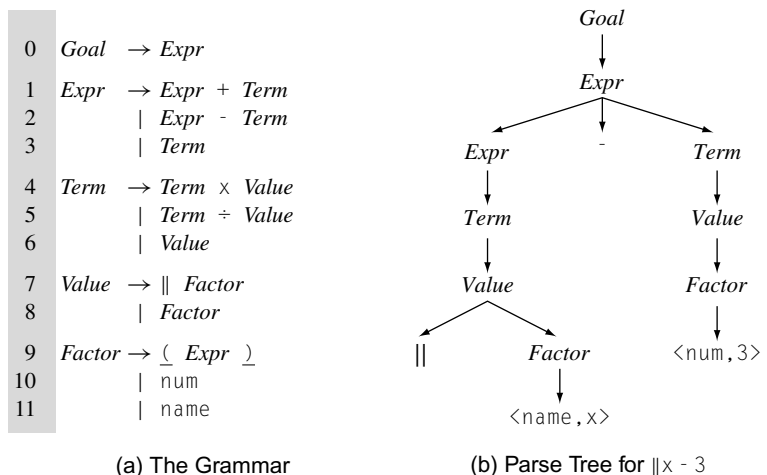 0 Goal → Expr
1 Expr → Expr + Term
2 | Expr - Term
3 | Term
4 Term → Term x Value
5 | Term ÷ Value
6 | Value
7 Value → || Factor
8 | Factor
9 Factor → ( Expr )
10 | num
11 | name
(a) The Grammar
Goal
Expr
Expr - Term
Term Value
Value Factor
|| Factor <num,3>
<name,x>
(b) Parse Tree for ||x - 3